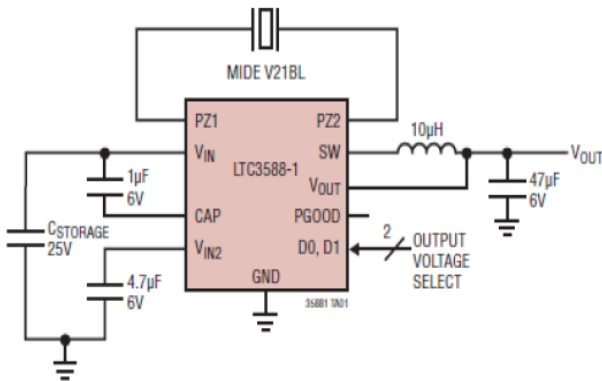 MIDE V21BL
PZ1
PZ2
VIN
SW
10µH
VOUT
LTC3588-1
1µF
6V
VOUT
47µF
6V
CAP
PGOOD
CSTORAGE
25V
VIN2
D0, D1
2
OUTPUT
VOLTAGE
SELECT
4.7µF
6V
GND
35881 TA01